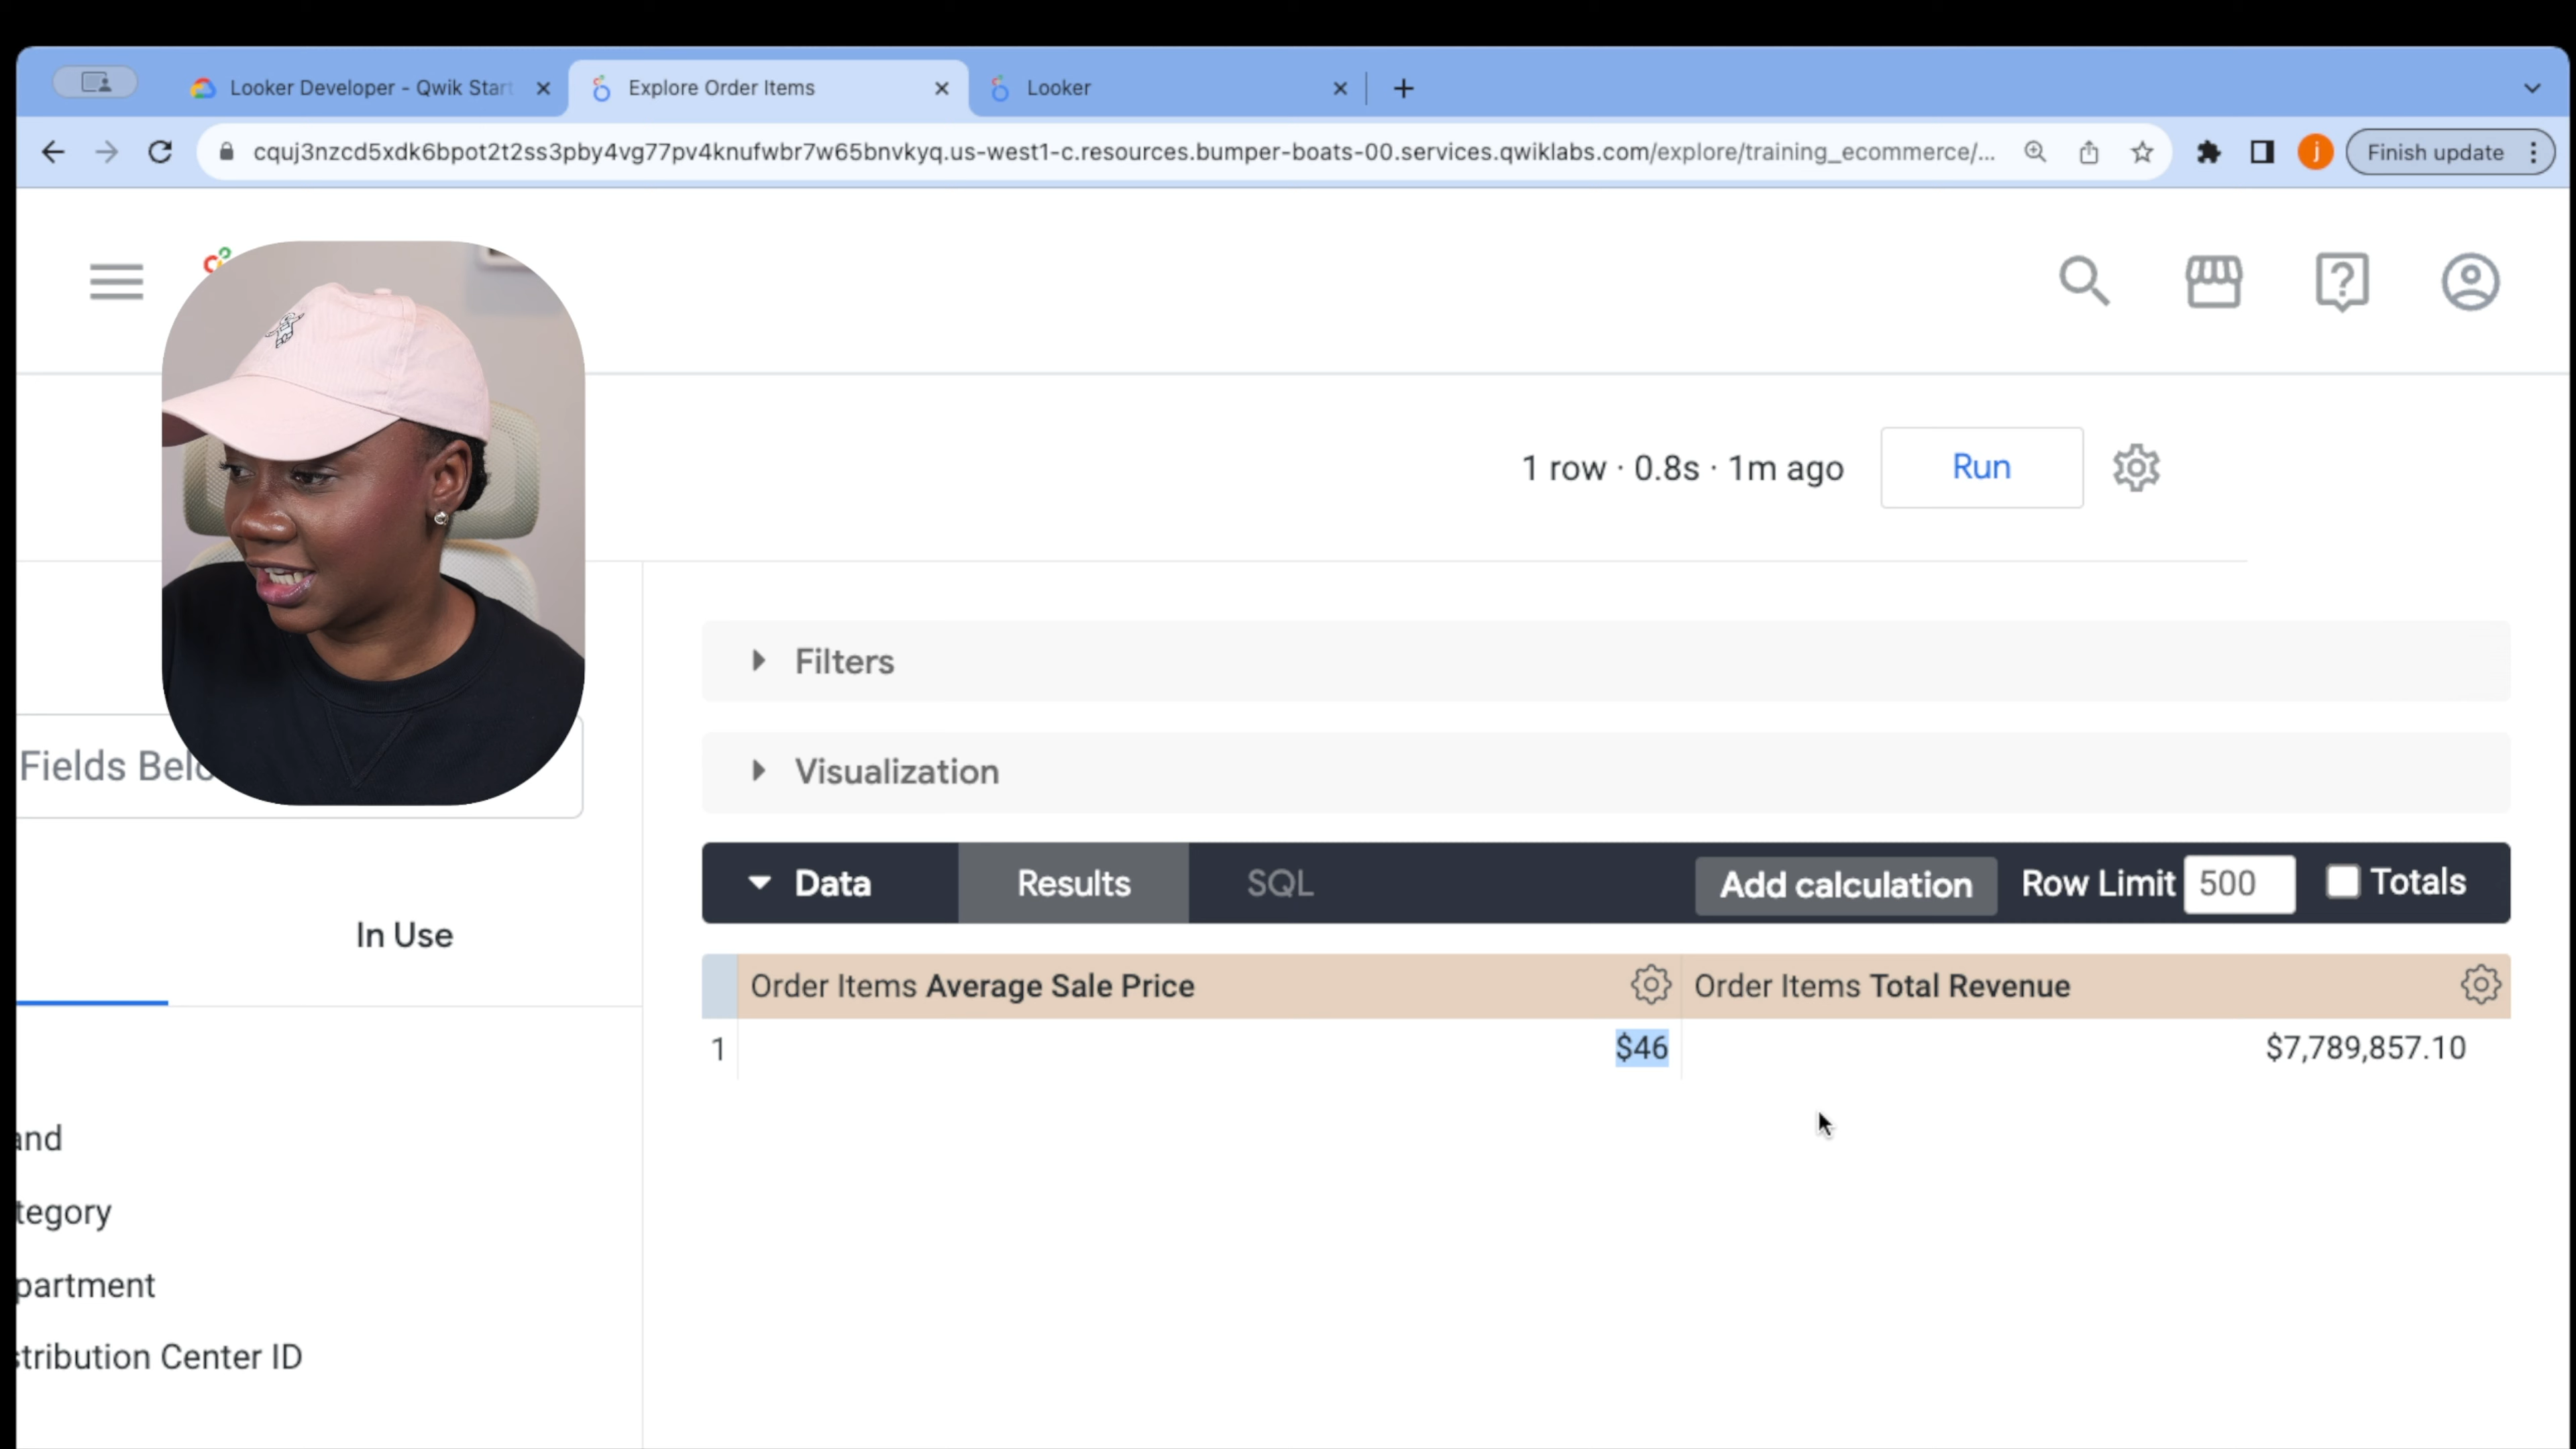 Looker Developer - Qwik Start
Explore Order Items
Looker
cquj3nzcd5xdk6bpot2t2ss3pby4vg77pv4knufwbr7w65bnvkyq.us-west1-c.resources.bumper-boats-00.services.qwiklabs.com/explore/training_ecommerce/...
j
Finish update
1 row · 0.8s · 1m ago
Run
Filters
Visualization
Fields Belo
Data
Results
SQL
Add calculation
Row Limit
500
Totals
In Use
Order Items Average Sale Price
Order Items Total Revenue
1
$46
$7,789,857.10
and
tegory
partment
stribution Center ID